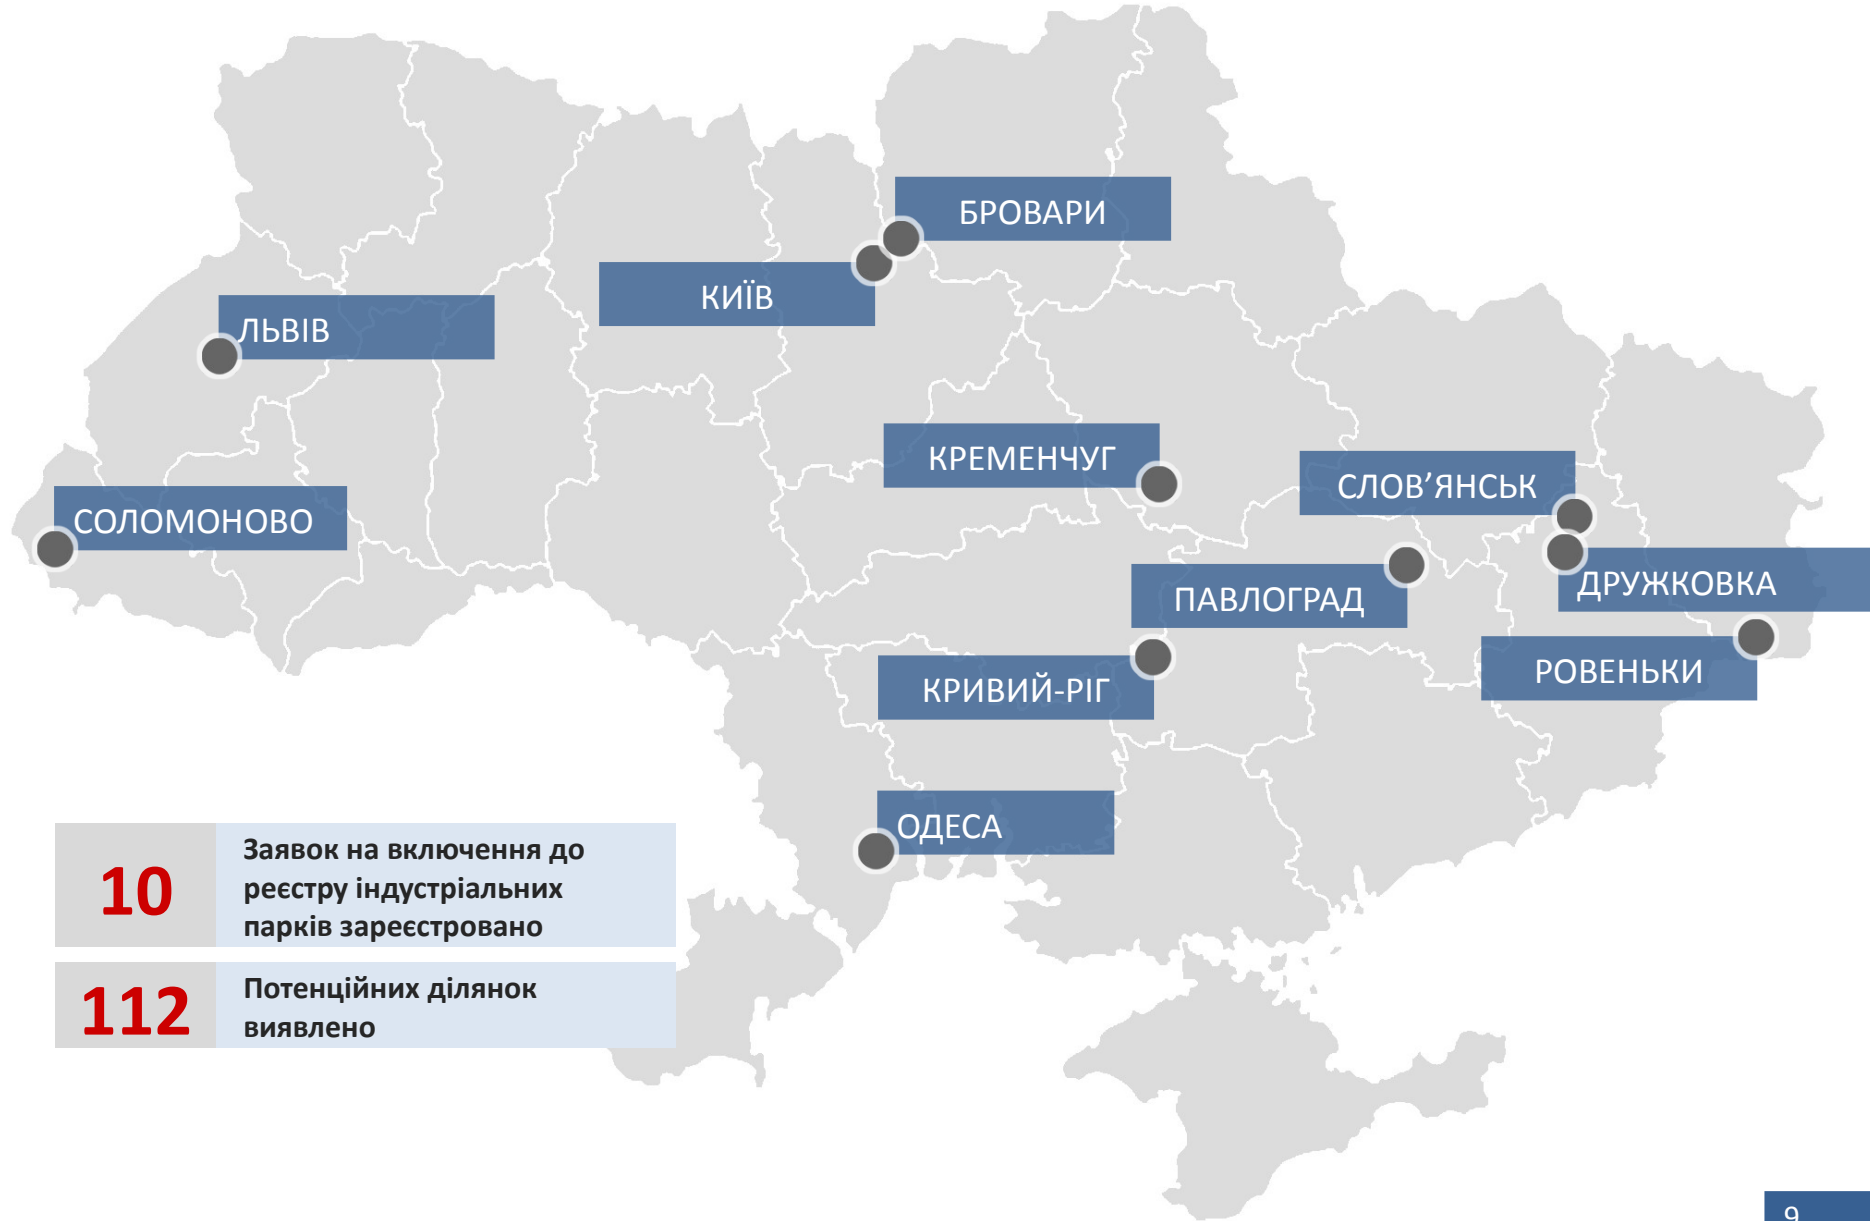 БРОВАРИ
КИЇВ
ЛЬВІВ
КРЕМЕНЧУГ
СЛОВ’ЯНСЬК
СОЛОМОНОВО
ДРУЖКОВКА
ПАВЛОГРАД
РОВЕНЬКИ
КРИВИЙ-РІГ
ОДЕСА
10
Заявок на включення до
реєстру індустріальних
парків зареєстровано
112
Потенційних ділянок
виявлено
9